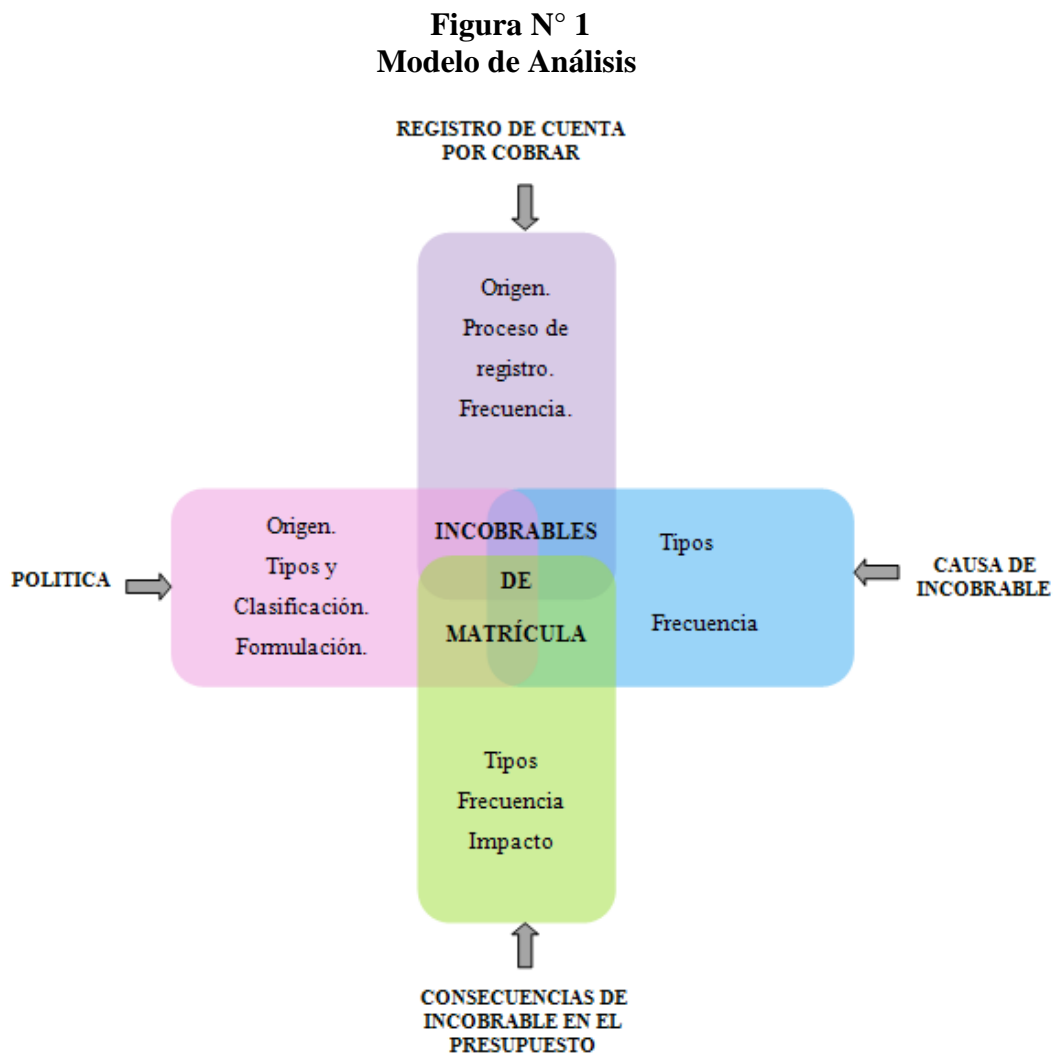 Figura N° 1
Modelo de Análisis
REGISTRO DE CUENTA
POR COBRAR
Origen.
Proceso de
registro.
Frecuencia.
POLITICA
Origen.
Tipos y
Clasificación.
Formulación.
INCOBRABLES
DE
MATRÍCULA
Tipos
Frecuencia
CAUSA DE
INCOBRABLE
Tipos
Frecuencia
Impacto
CONSECUENCIAS DE
INCOBRABLE EN EL
PRESUPUESTO